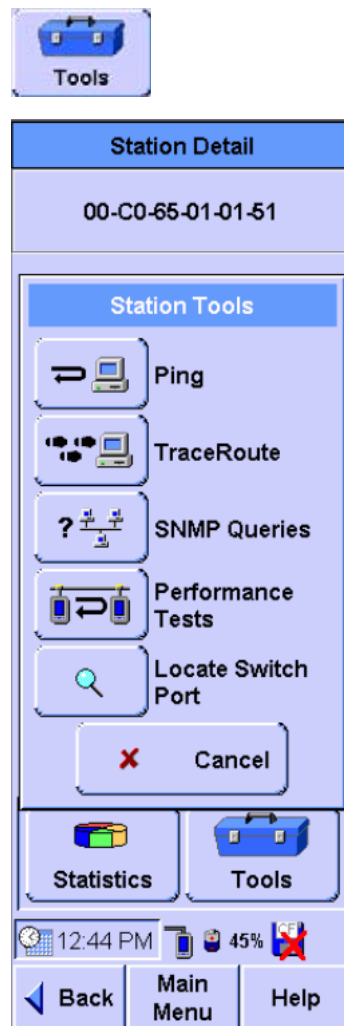 Tools
Station Detail
00-C0-65-01-01-51
Station Tools
Ping
TraceRoute
? SNMP Queries
Performance
Tests
Locate Switch
Port
Cancel
Statistics
Tools
12:44 PM 45% CF
Back
Main
Menu
Help